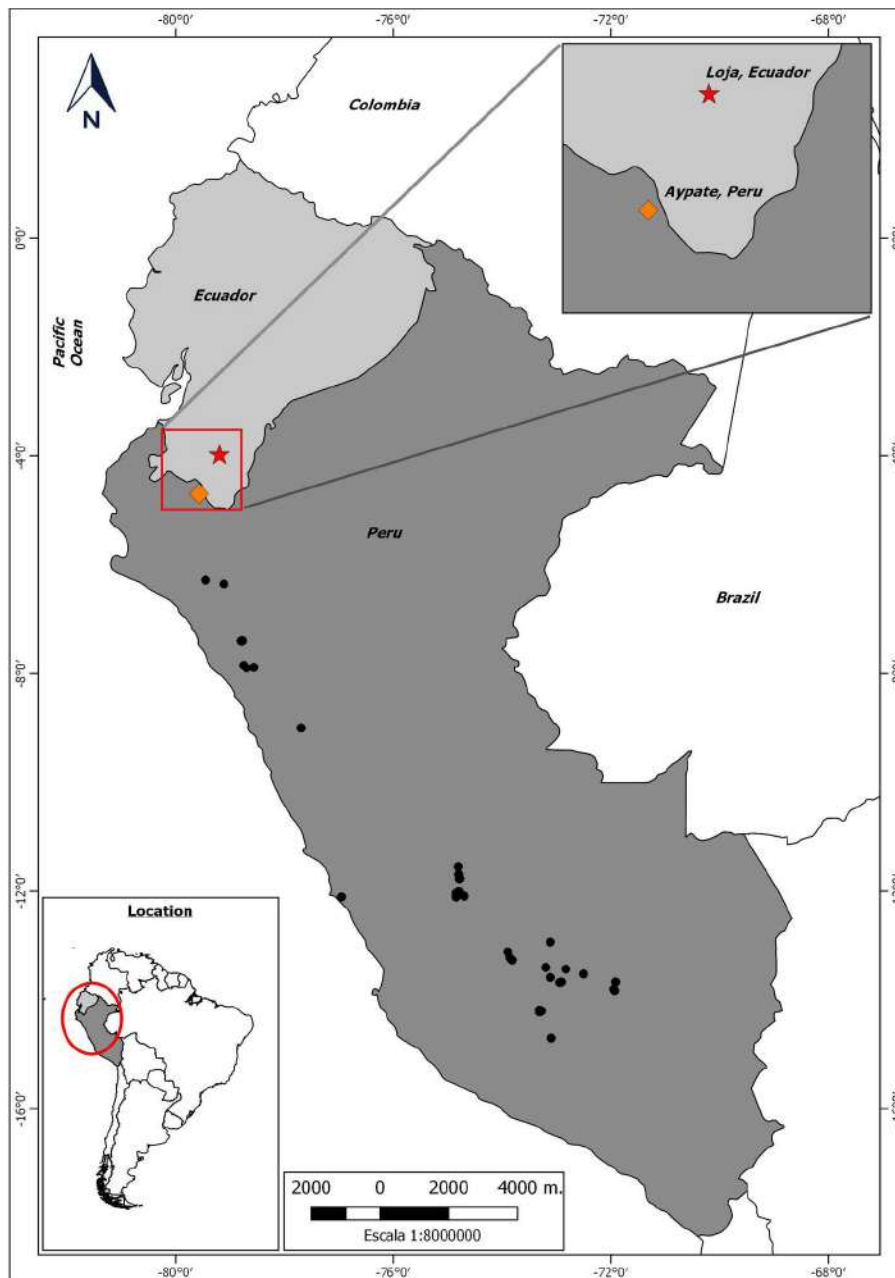 -80°0' -76°0' -72°0' -68°0'
N
Colombia
Loja, Ecuador
Aypate, Peru
0°0'
Ecuador
Pacific
Ocean
-4°0'
Peru
Brazil
-8°0'
-12°0'
Location
-16°0'
2000 0 2000 4000 m.
Escala 1:8000000
-80°0' -76°0' -72°0' -68°0'